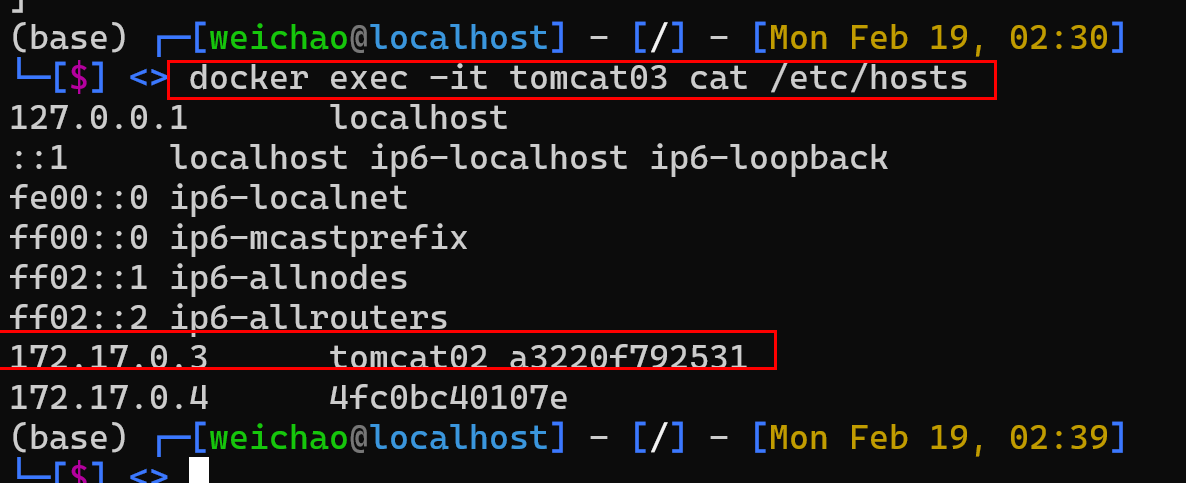 ]
(base) ┌─[weichao@localhost] - [/] - [Mon Feb 19, 02:30]
└─[$] <> docker exec -it tomcat03 cat /etc/hosts
127.0.0.1       localhost
::1     localhost ip6-localhost ip6-loopback
fe00::0 ip6-localnet
ff00::0 ip6-mcastprefix
ff02::1 ip6-allnodes
ff02::2 ip6-allrouters
172.17.0.3      tomcat02 a3220f792531
172.17.0.4      4fc0bc40107e
(base) ┌─[weichao@localhost] - [/] - [Mon Feb 19, 02:39]
└─[$] <>